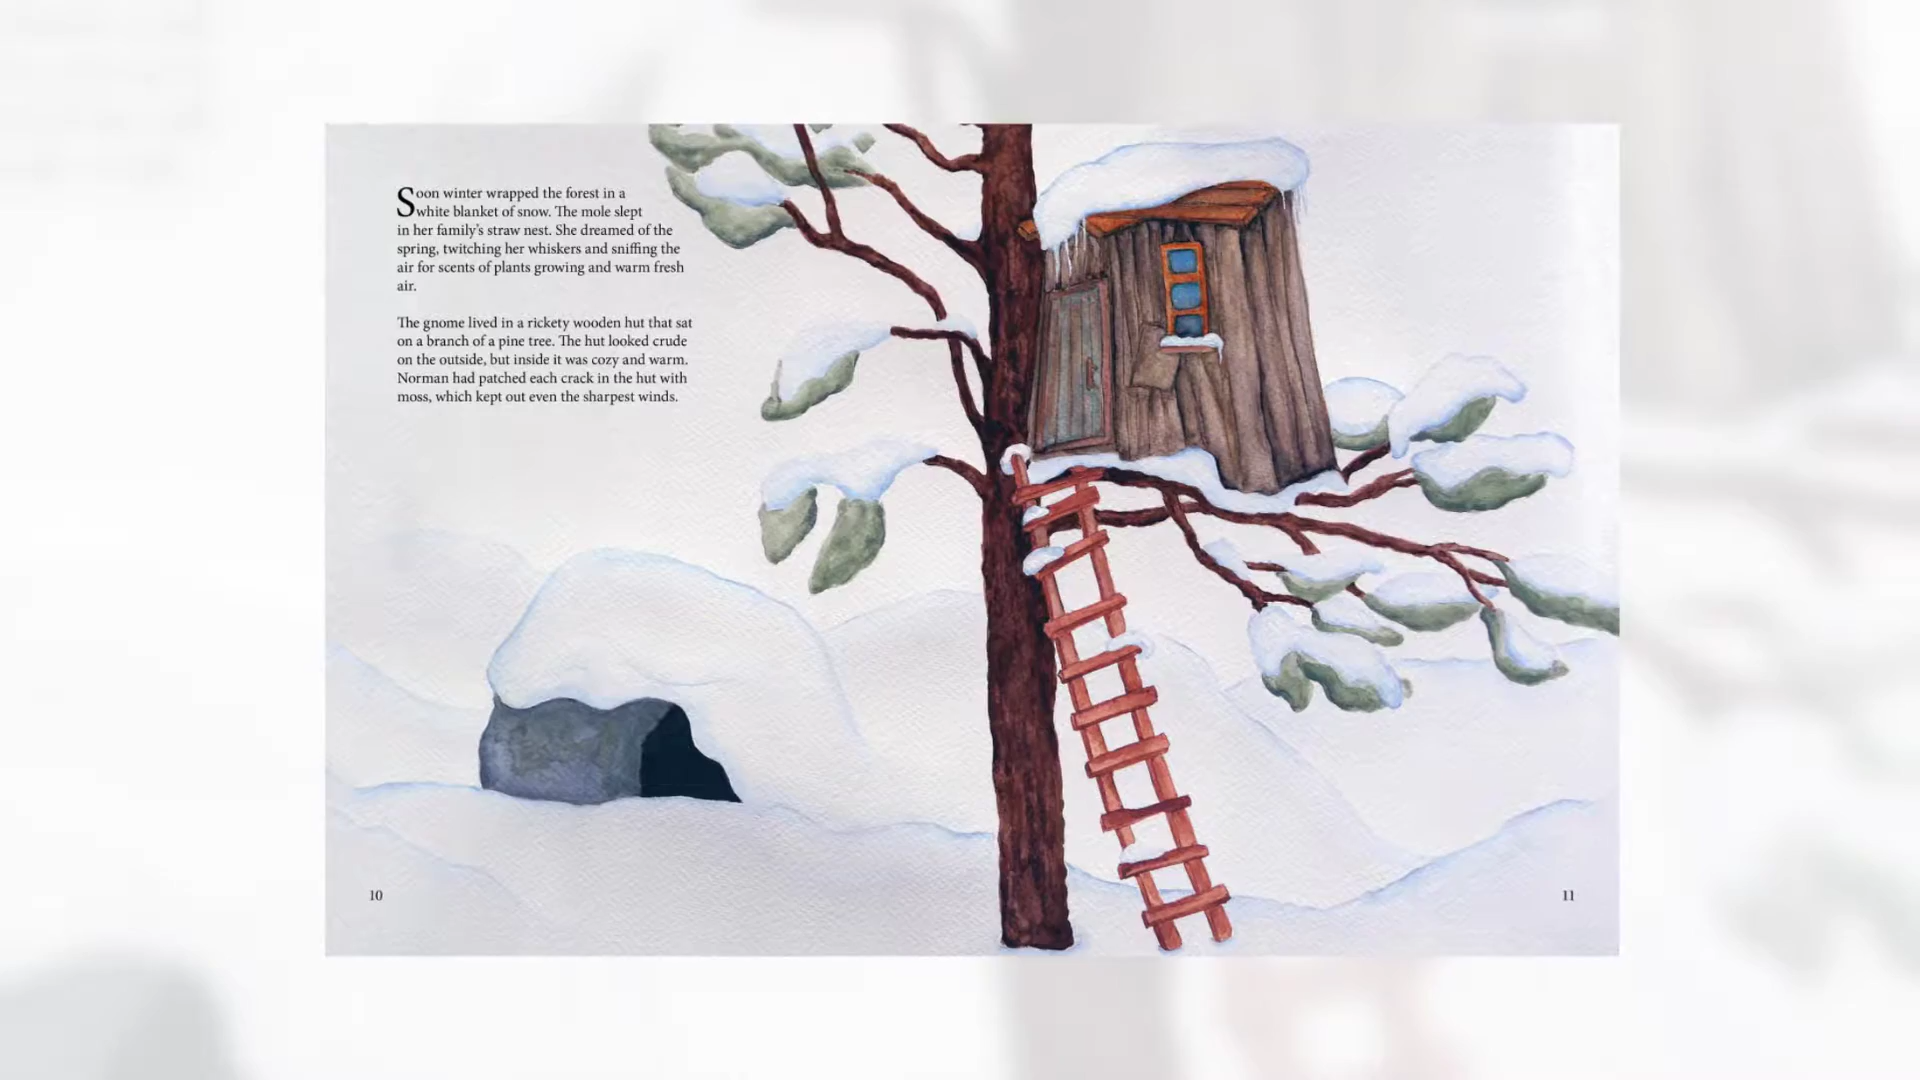 Soon winter wrapped the forest in a
white blanket of snow. The mole slept
in her family's straw nest. She dreamed of the
spring, twitching her whiskers and sniffing the
air for scents of plants growing and warm fresh
air.
The gnome lived in a rickety wooden hut that sat
on a branch of a pine tree. The hut looked crude
on the outside, but inside it was cozy and warm.
Norman had patched each crack in the hut with
moss, which kept out even the sharpest winds.
10
11